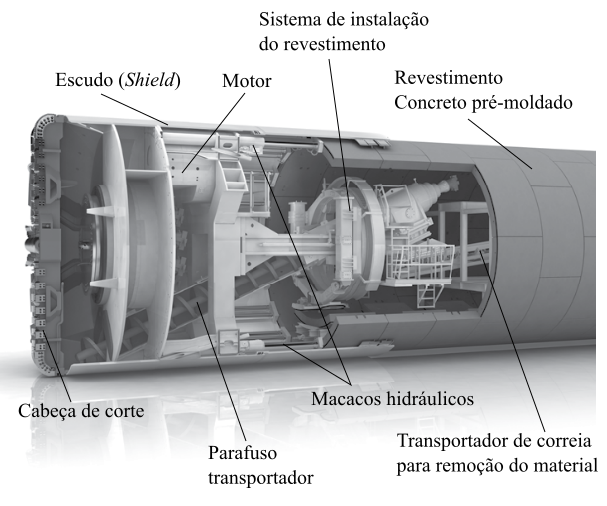 Sistema de instalação
do revestimento
Escudo (Shield)
Motor
Revestimento
Concreto pré-moldado
Cabeça de corte
Macacos hidráulicos
Parafuso
transportador
Transportador de correia
para remoção do material